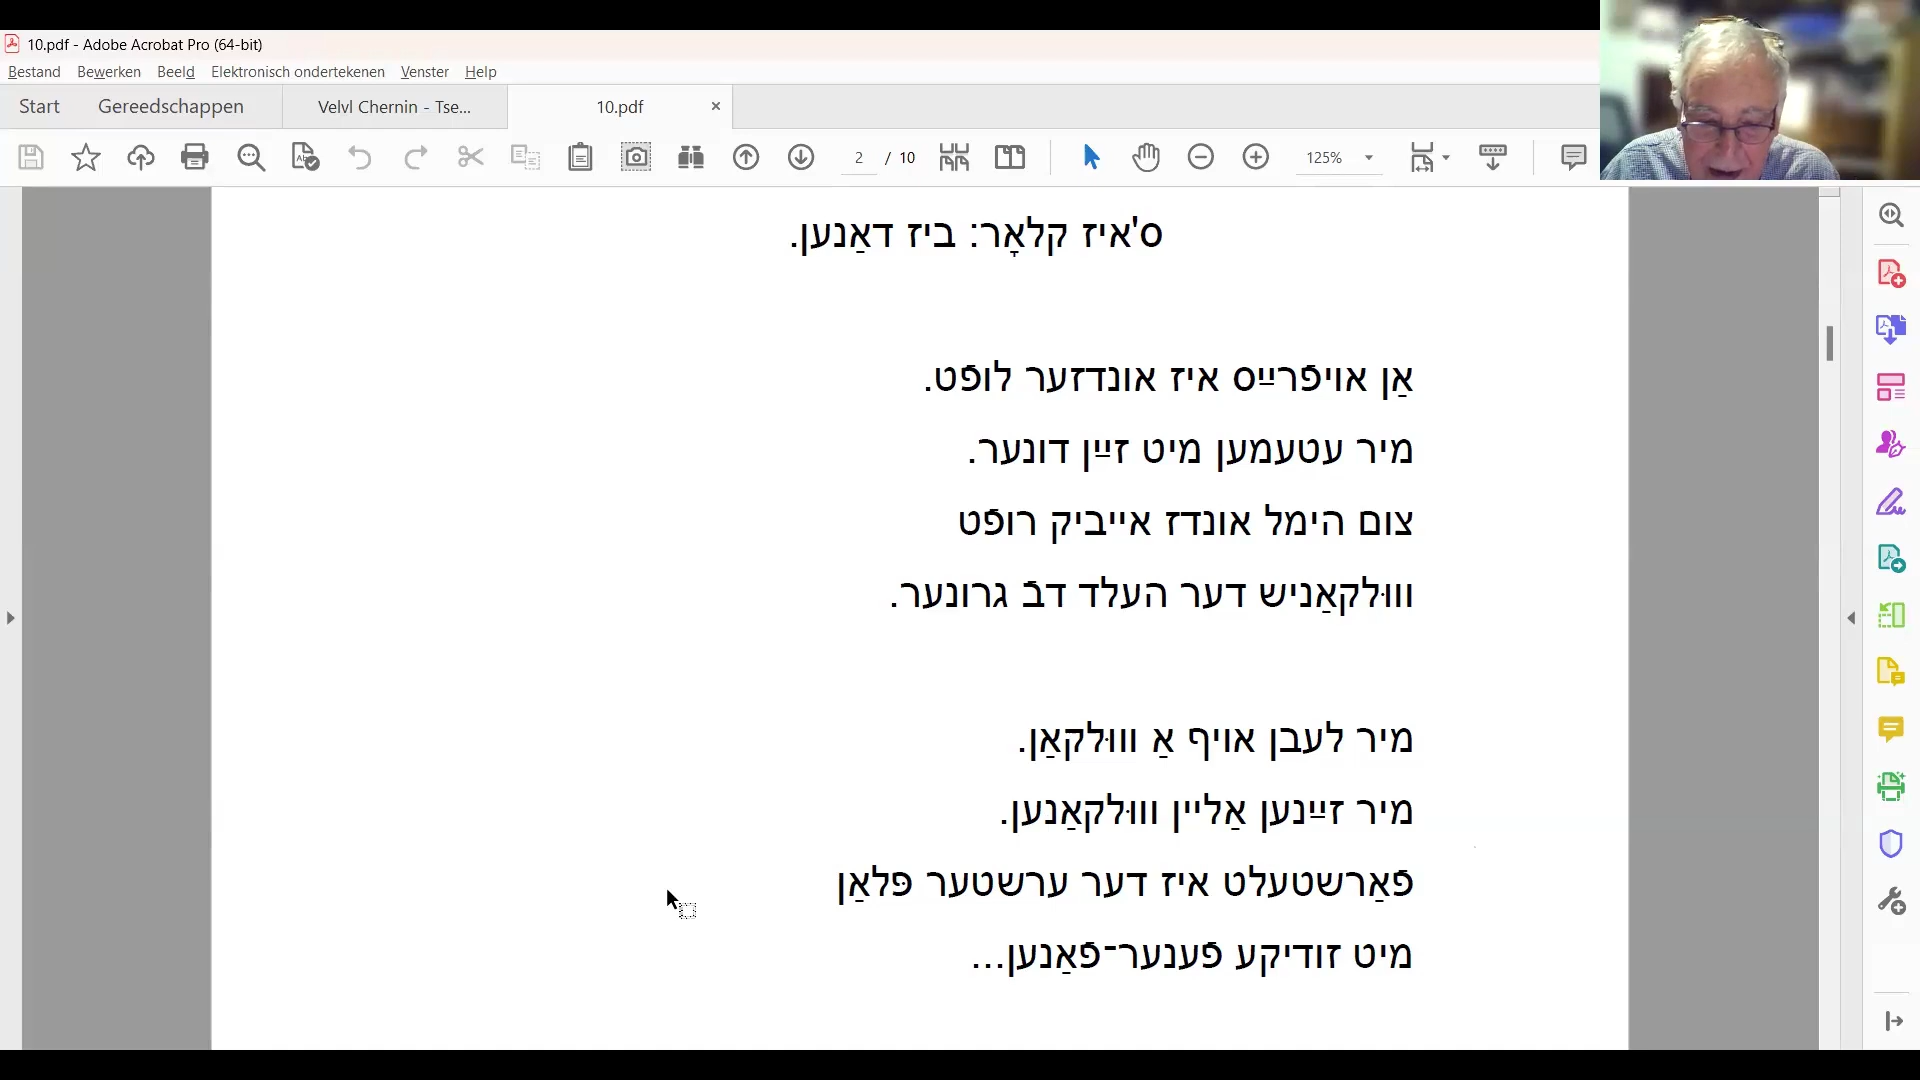 10.pdf - Adobe Acrobat Pro (64-bit)
Bestand Bewerken Beeld Elektronisch ondertekenen Venster Help
Start Gereedschappen Velvl Chernin - Tse... 10.pdf
2 / 10 125%
ס'איז קלאָר: ביז דאַנען.
אַן אויפֿרײַס איז אונדזער לופֿט.
מיר עטעמען מיט זײַן דונער.
צום הימל אונדז אייביק רופֿט
וווּלקאַניש דער העלד דבֿ גרונער.
מיר לעבן אויף אַ וווּלקאַן.
מיר זײַנען אַליין וווּלקאַנען.
פֿאַרשטעלט איז דער ערשטער פּלאַן
מיט זודיקע פֿענער־פֿאַנען...